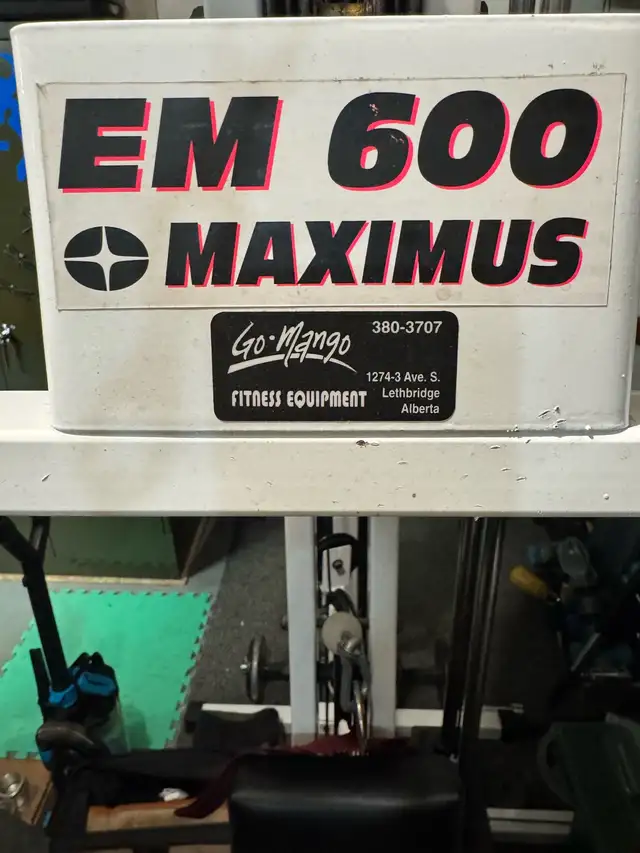 EM 600
MAXIMUS
Go·Mango
380-3707
FITNESS EQUIPMENT
1274-3 Ave. S.
Lethbridge
Alberta